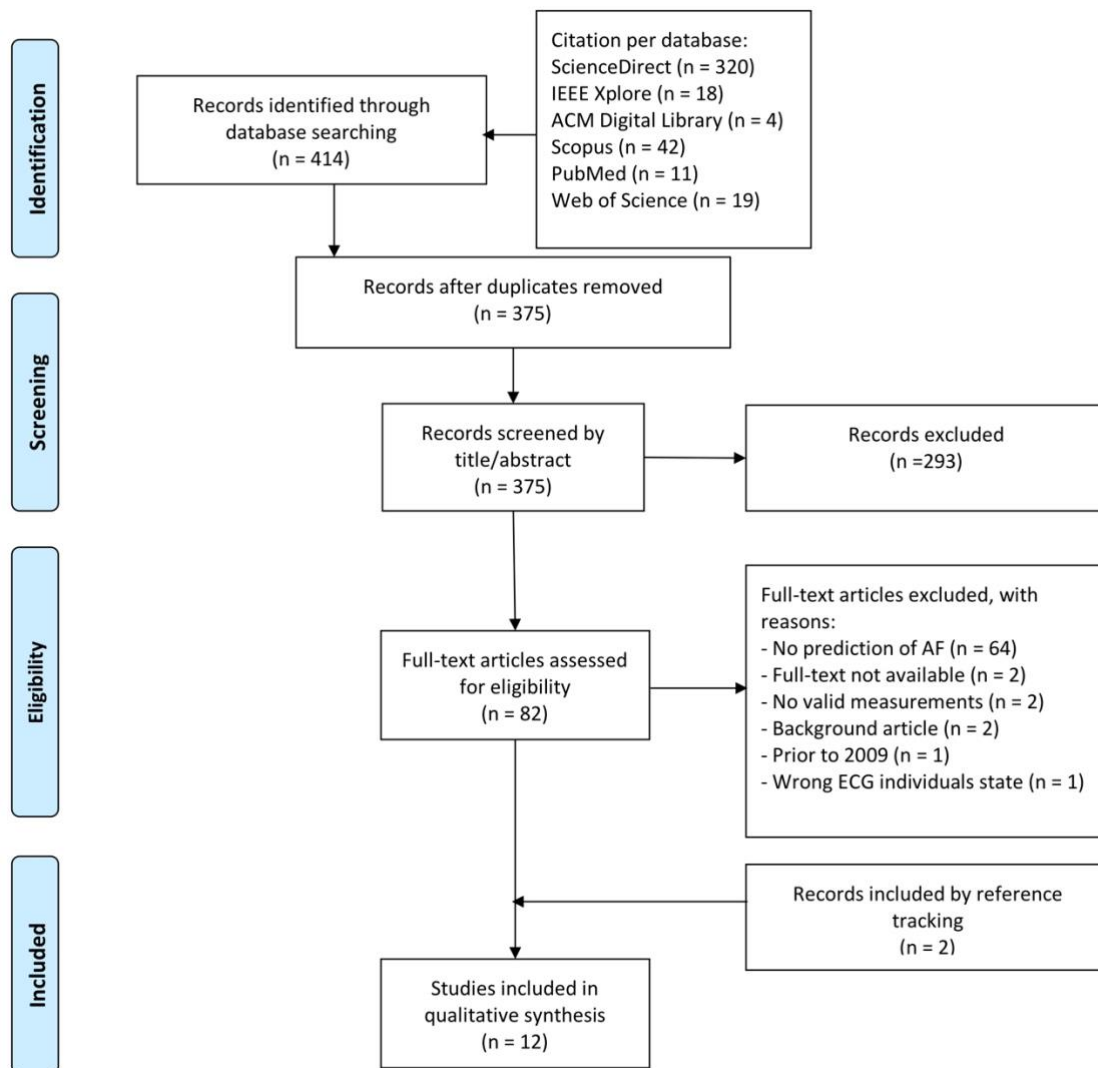 Identification
Records identified through
database searching
(n = 414)
Citation per database:
ScienceDirect (n = 320)
IEEE Xplore (n = 18)
ACM Digital Library (n = 4)
Scopus (n = 42)
PubMed (n = 11)
Web of Science (n = 19)
Screening
Records after duplicates removed
(n = 375)
Records screened by
title/abstract
(n = 375)
Records excluded
(n =293)
Eligibility
Full-text articles assessed
for eligibility
(n = 82)
Full-text articles excluded, with
reasons:
- No prediction of AF (n = 64)
- Full-text not available (n = 2)
- No valid measurements (n = 2)
- Background article (n = 2)
- Prior to 2009 (n = 1)
- Wrong ECG individuals state (n = 1)
Included
Records included by reference
tracking
(n = 2)
Studies included in
qualitative synthesis
(n = 12)